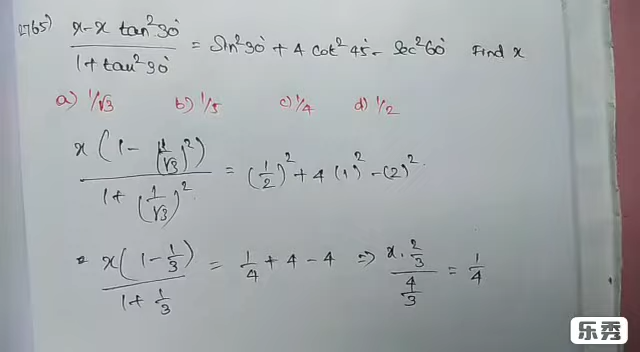 2765) (x - x tan²30°)/(1 + tan²30°) = Sin²30° + 4 cot²45° - Sec²60° Find x
a) 1/√3 b) 1/5 c) 1/4 d) 1/2
x(1 - (1/√3)²)/(1 + (1/√3)²) = (1/2)² + 4(1)² - (2)²
x(1 - 1/3)/(1 + 1/3) = 1/4 + 4 - 4 ⇒ (x · 2/3)/(4/3) = 1/4
乐秀